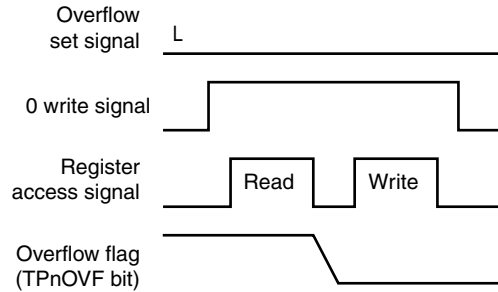 Overflow
set signal
L
0 write signal
Register
access signal
Read
Write
Overflow flag
(TPnOVF bit)